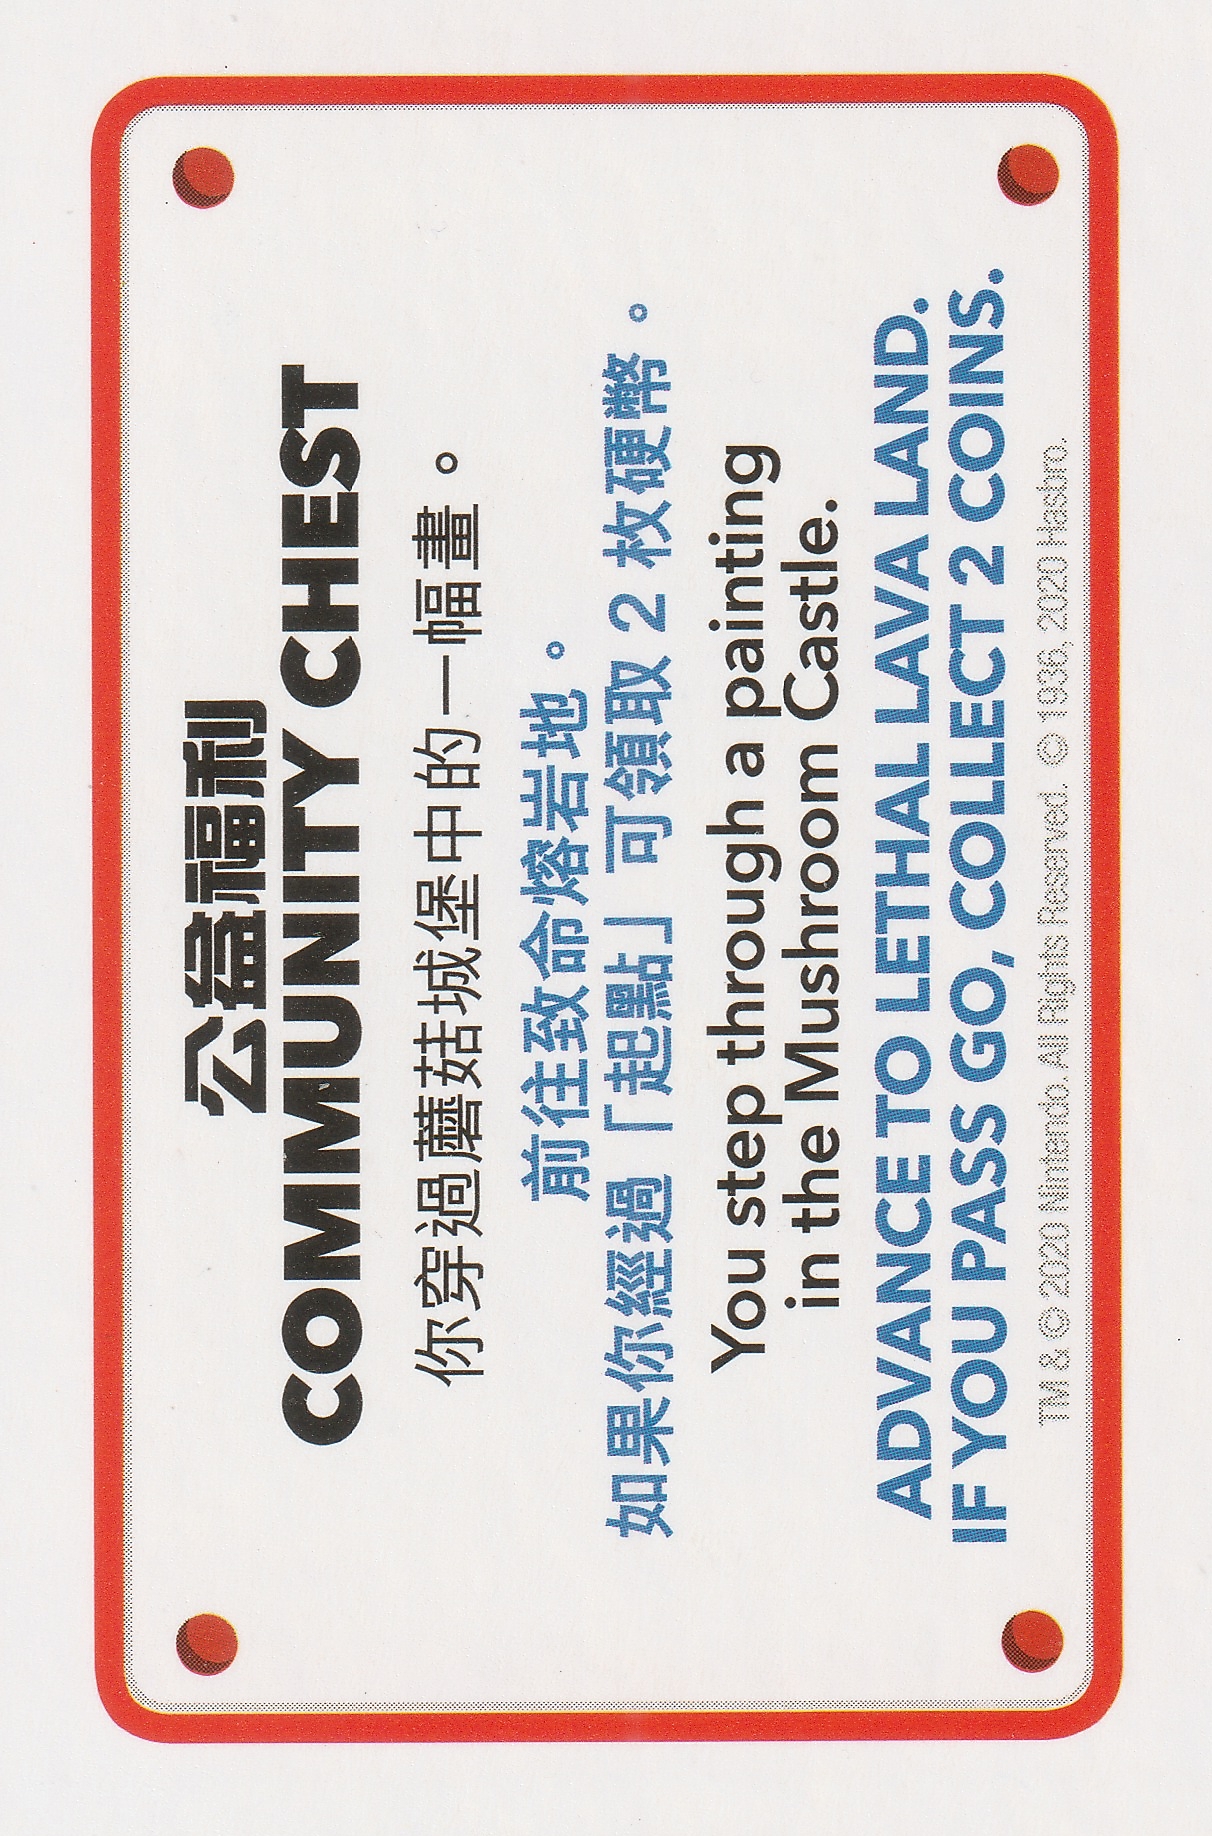 公益福利
COMMUNITY CHEST
你穿過蘑菇城堡中的一幅畫。
前往致命熔岩地。
如果你經過「起點」可領取 2 枚硬幣。
You step through a painting
in the Mushroom Castle.
ADVANCE TO LETHAL LAVA LAND.
IF YOU PASS GO, COLLECT 2 COINS.
TM & © 2020 Nintendo. All Rights Reserved. © 1936, 2020 Hasbro.